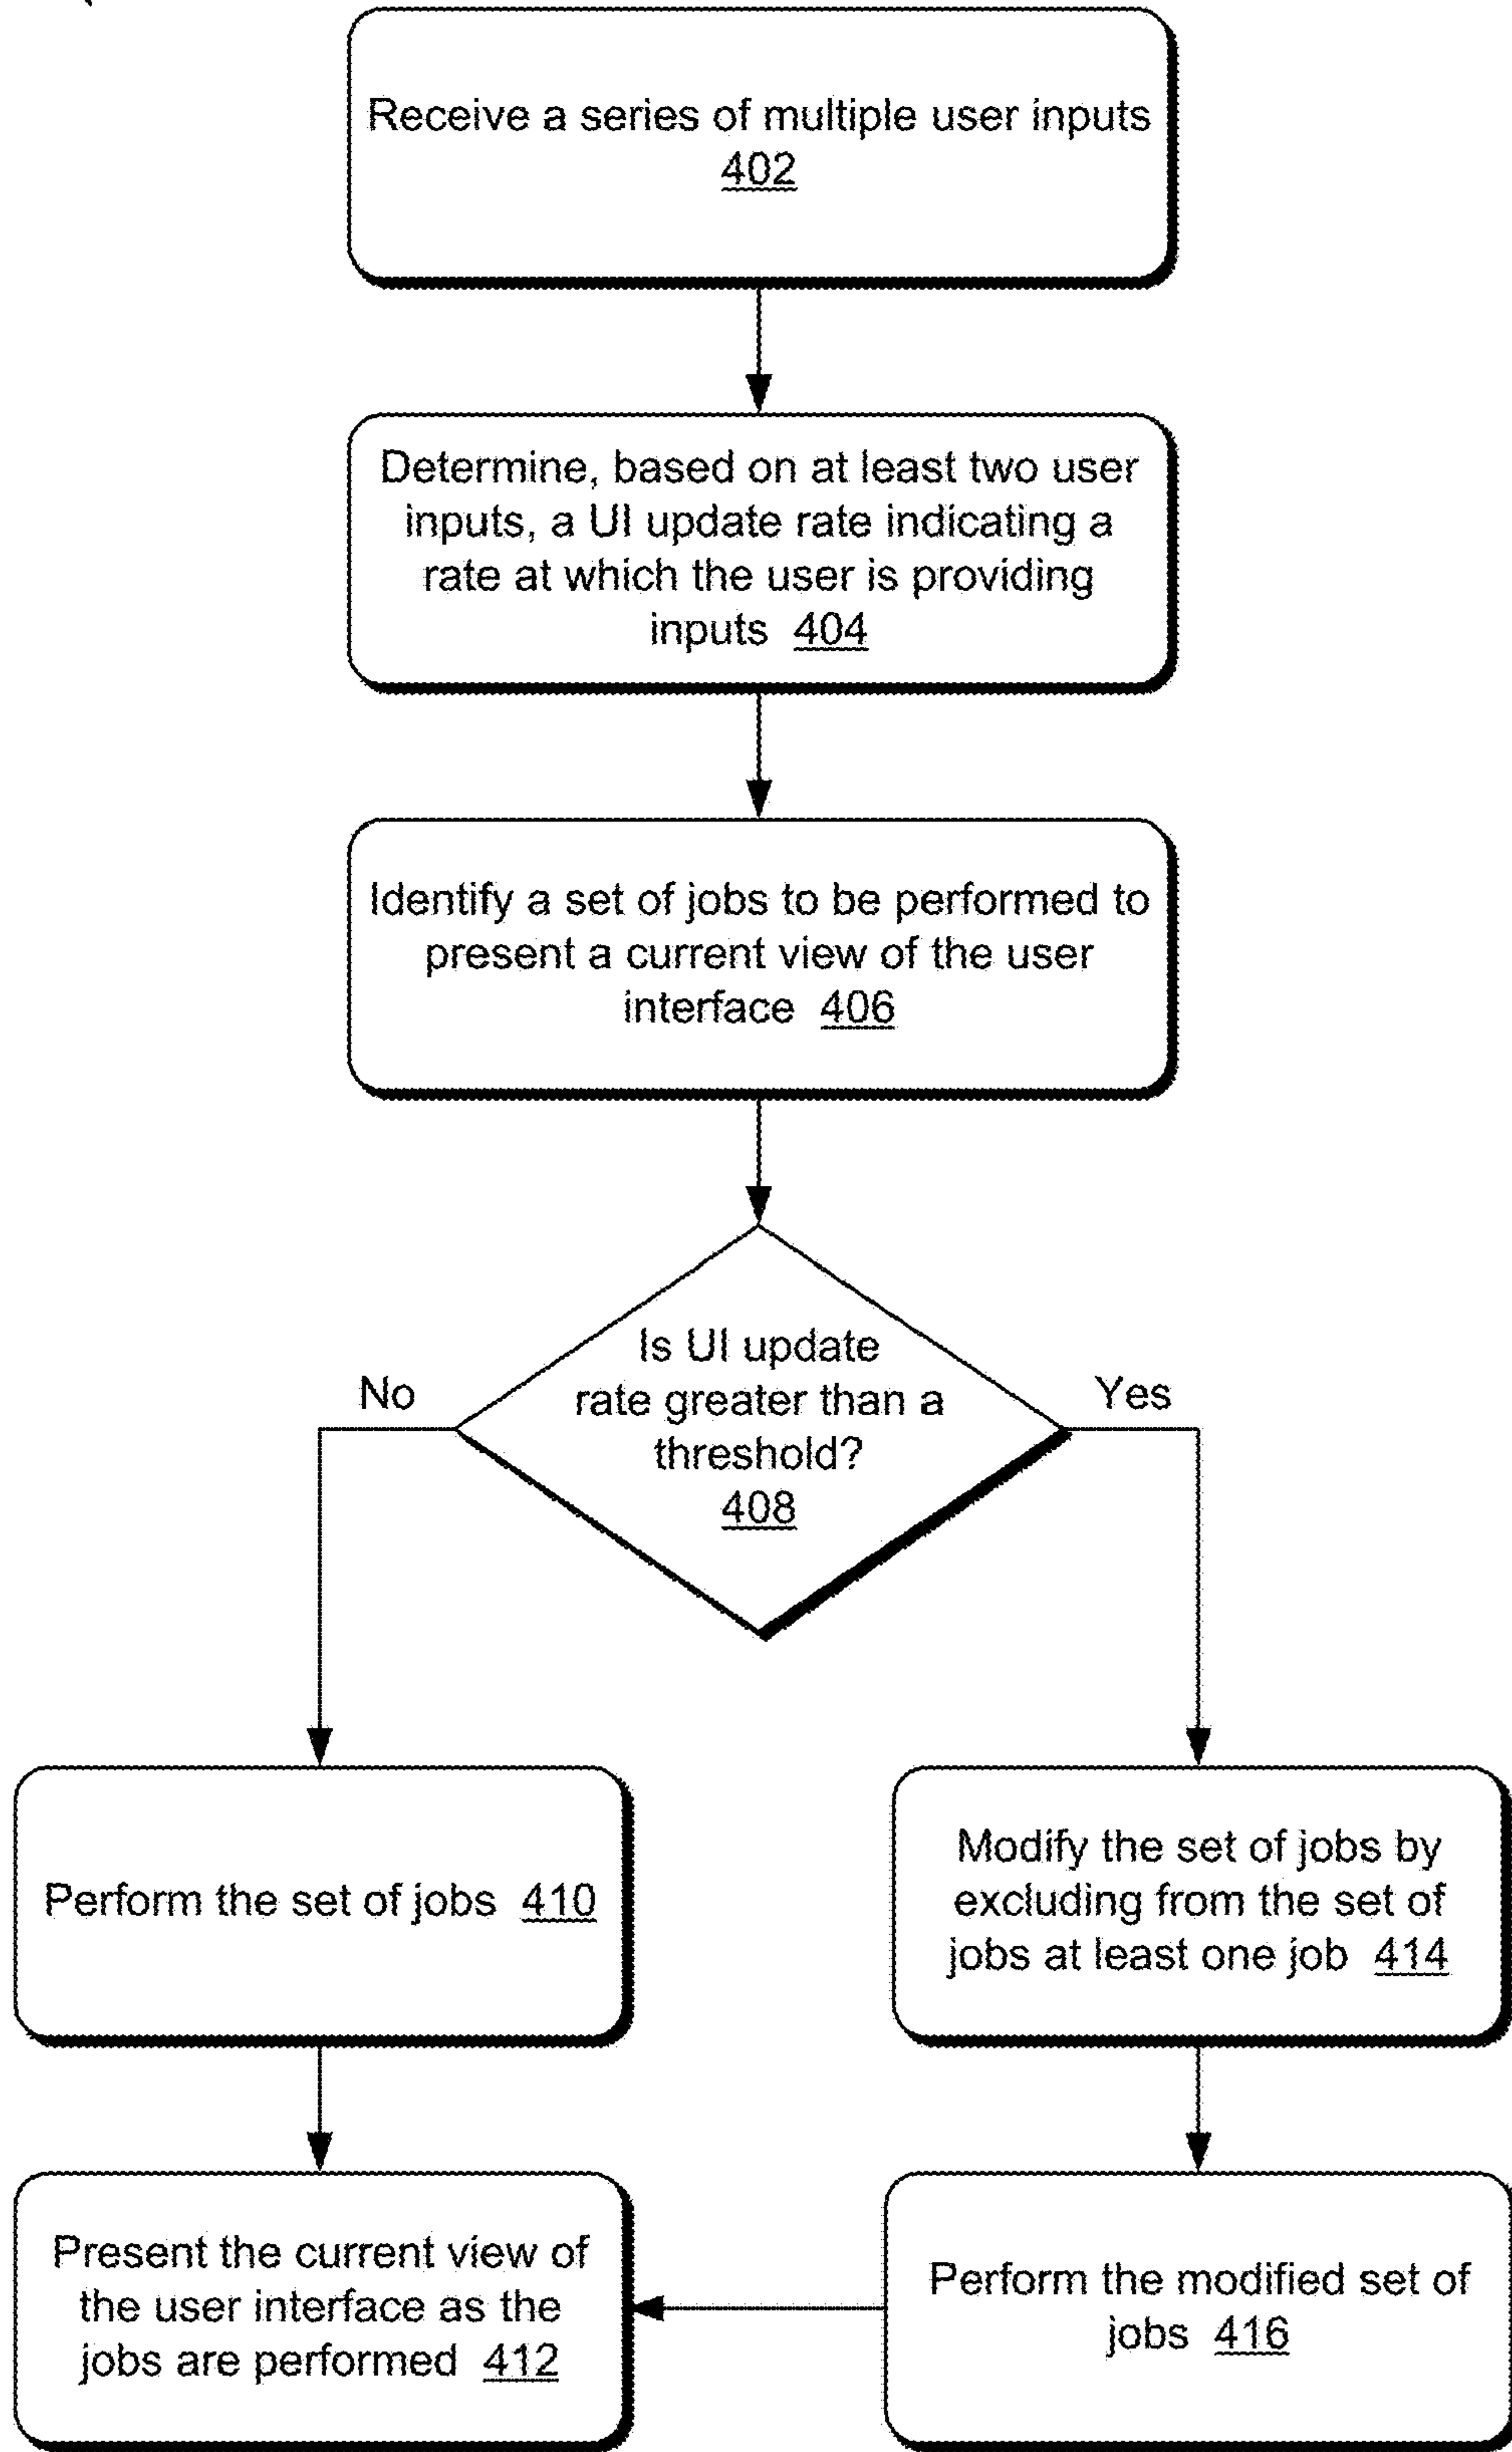 Receive a series of multiple user inputs
402
Determine, based on at least two user
inputs, a UI update rate indicating a
rate at which the user is providing
inputs 404
Identify a set of jobs to be performed to
present a current view of the user
interface 406
Is UI update
rate greater than a
threshold?
408
No
Yes
Perform the set of jobs 410
Modify the set of jobs by
excluding from the set of
jobs at least one job 414
Present the current view of
the user interface as the
jobs are performed 412
Perform the modified set of
jobs 416